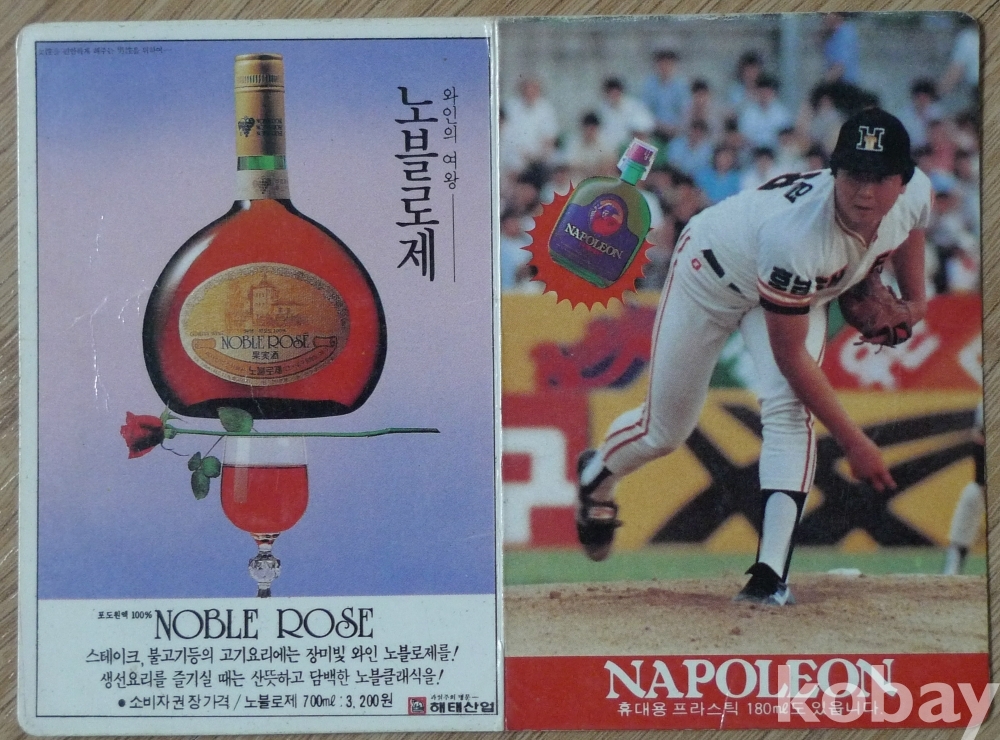 와인의 여왕
노블로제
NOBLE ROSÉ
果実酒
노블로제
포도원액 100%
NOBLE ROSE
스테이크, 불고기등의 고기요리에는 장미빛 와인 노블로제를!
생선요리를 즐기실 때는 산뜻하고 담백한 노블클래식을!
• 소비자권장가격 / 노블로제 700㎖ : 3,200원
해태산업
H
NAPOLEON
NAPOLEON
휴대용 프라스틱 180㎖도 있읍니다.
kobay